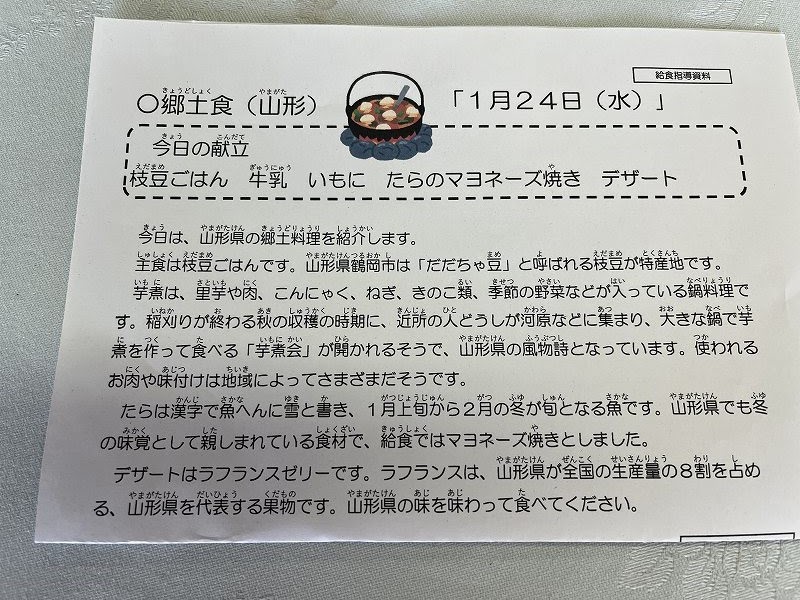 給食指導資料
〇郷土食（山形） 「１月２４日（水）」
今日の献立
枝豆ごはん 牛乳 いもに たらのマヨネーズ焼き デザート
今日は、山形県の郷土料理を紹介します。
主食は枝豆ごはんです。山形県鶴岡市は「だだちゃ豆」と呼ばれる枝豆が特産地です。
芋煮は、里芋や肉、こんにゃく、ねぎ、きのこ類、季節の野菜などが入っている鍋料理で
す。稲刈りが終わる秋の収穫の時期に、近所の人どうしが河原などに集まり、大きな鍋で芋
煮を作って食べる「芋煮会」が開かれるそうで、山形県の風物詩となっています。使われる
お肉や味付けは地域によってさまざまだそうです。
たらは漢字で魚へんに雪と書き、１月上旬から２月の冬が旬となる魚です。山形県でも冬
の味覚として親しまれている食材で、給食ではマヨネーズ焼きとしました。
デザートはラフランスゼリーです。ラフランスは、山形県が全国の生産量の８割を占め
る、山形県を代表する果物です。山形県の味を味わって食べてください。